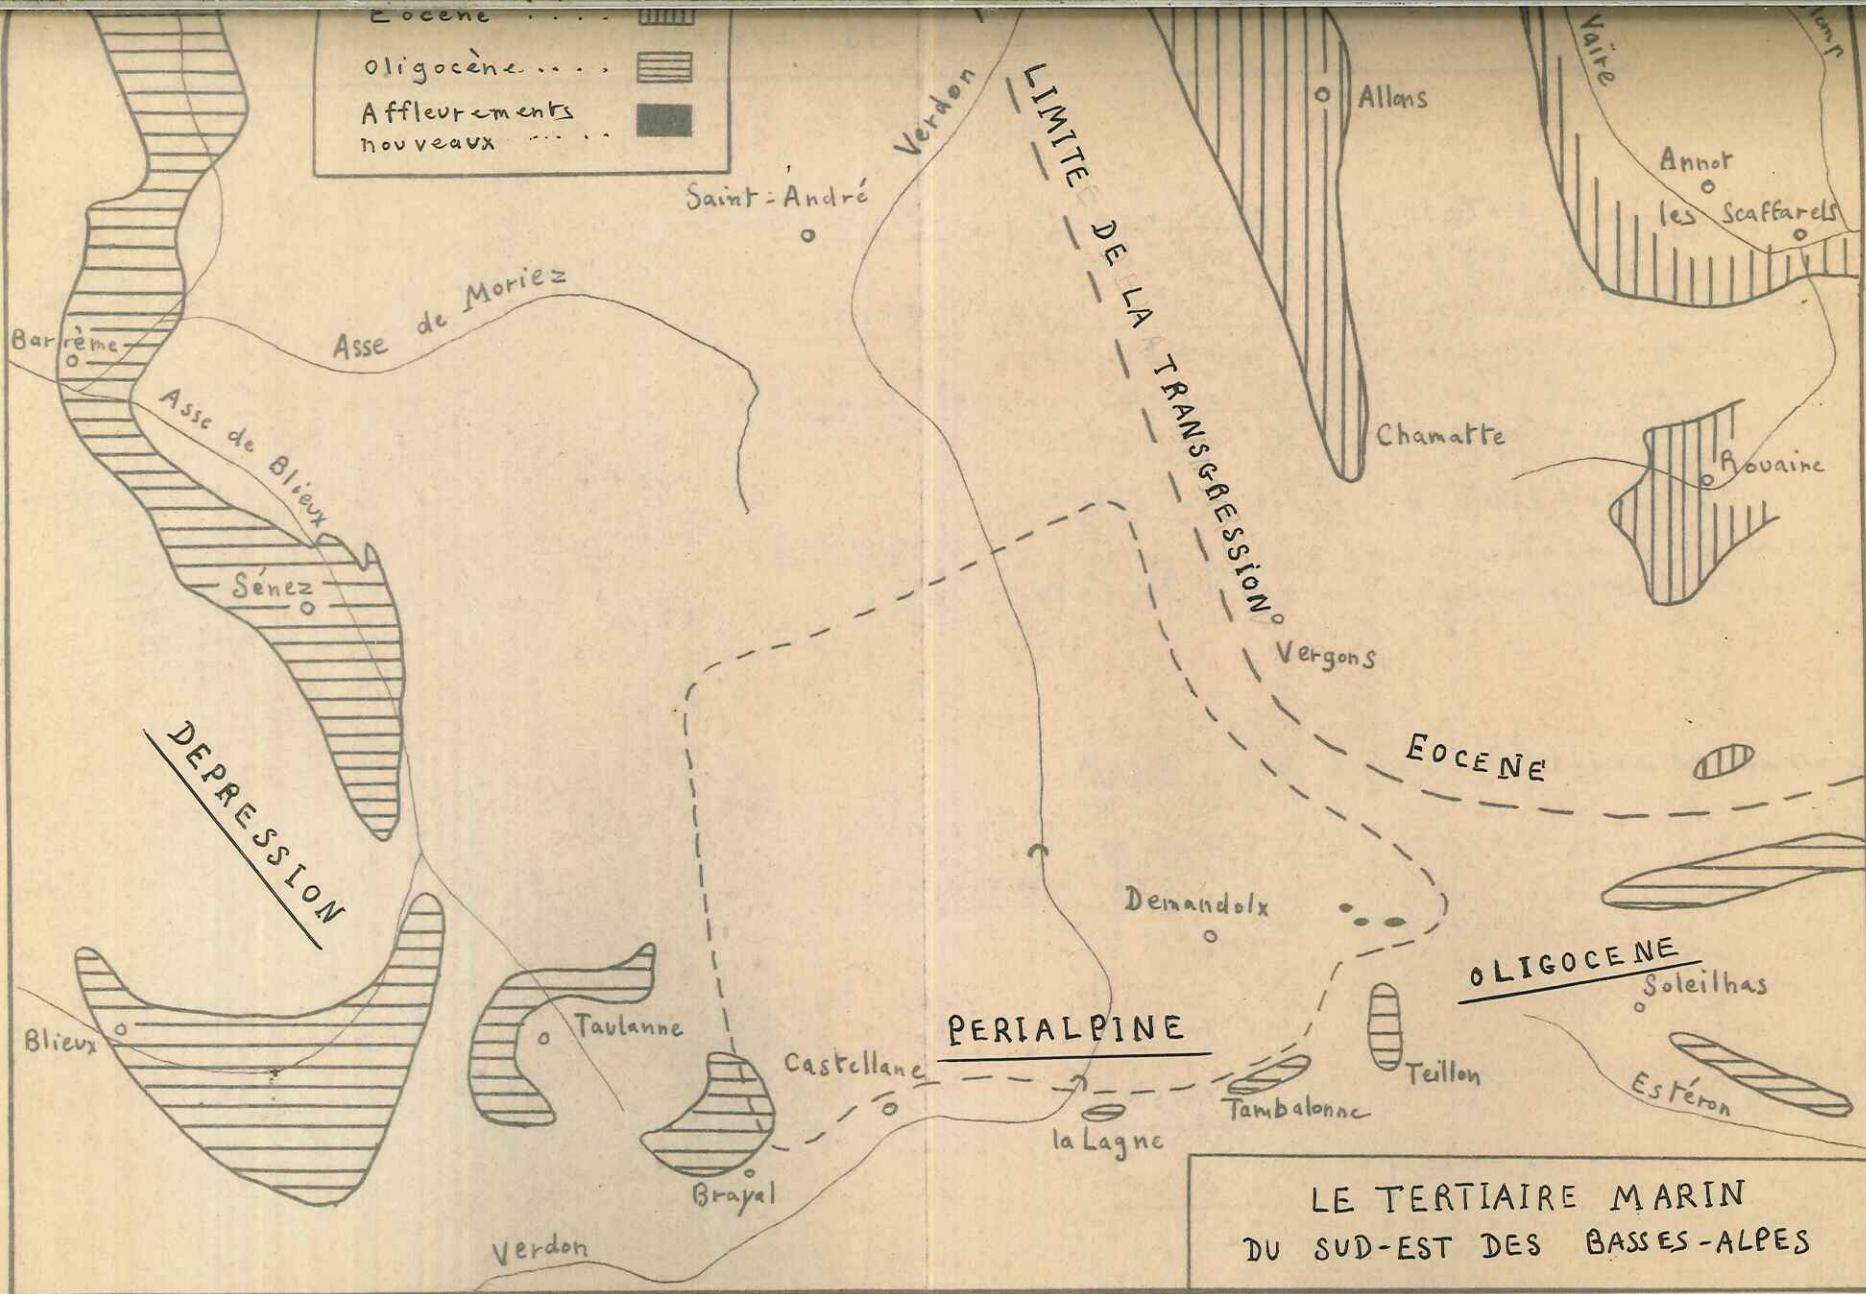 Eocène ....
Oligocène ....
Affleurements
nouveaux .....
Verdon
LIMITE DE LA TRANSGRESSION
EOCENE
Allons
Vaïre
Annot
les Scaffarels
Saint-André
Asse de Moriez
Barrème
Asse de Blieux
Chamatte
Rouaine
Sénez
Vergons
DEPRESSION
Demandolx
OLIGOCENE
Soleilhas
Blieux
Taulanne
PERIALPINE
Castellane
Teillon
Tambalonne
Estéron
la Lagne
Brayal
Verdon
LE TERTIAIRE MARIN
DU SUD-EST DES BASSES-ALPES